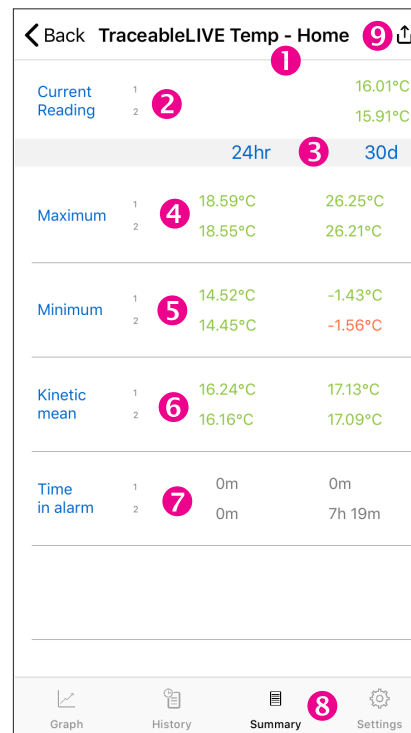 Back TraceableLIVE Temp - Home 9
1
Current 1 16.01°C
Reading 2 2 15.91°C
24hr 3 30d
Maximum 1 4 18.59°C 26.25°C
2 18.55°C 26.21°C
Minimum 1 5 14.52°C -1.43°C
2 14.45°C -1.56°C
Kinetic 1 6 16.24°C 17.13°C
mean 2 16.16°C 17.09°C
Time 1 7 0m 0m
in alarm 2 0m 7h 19m
8
Graph History Summary Settings